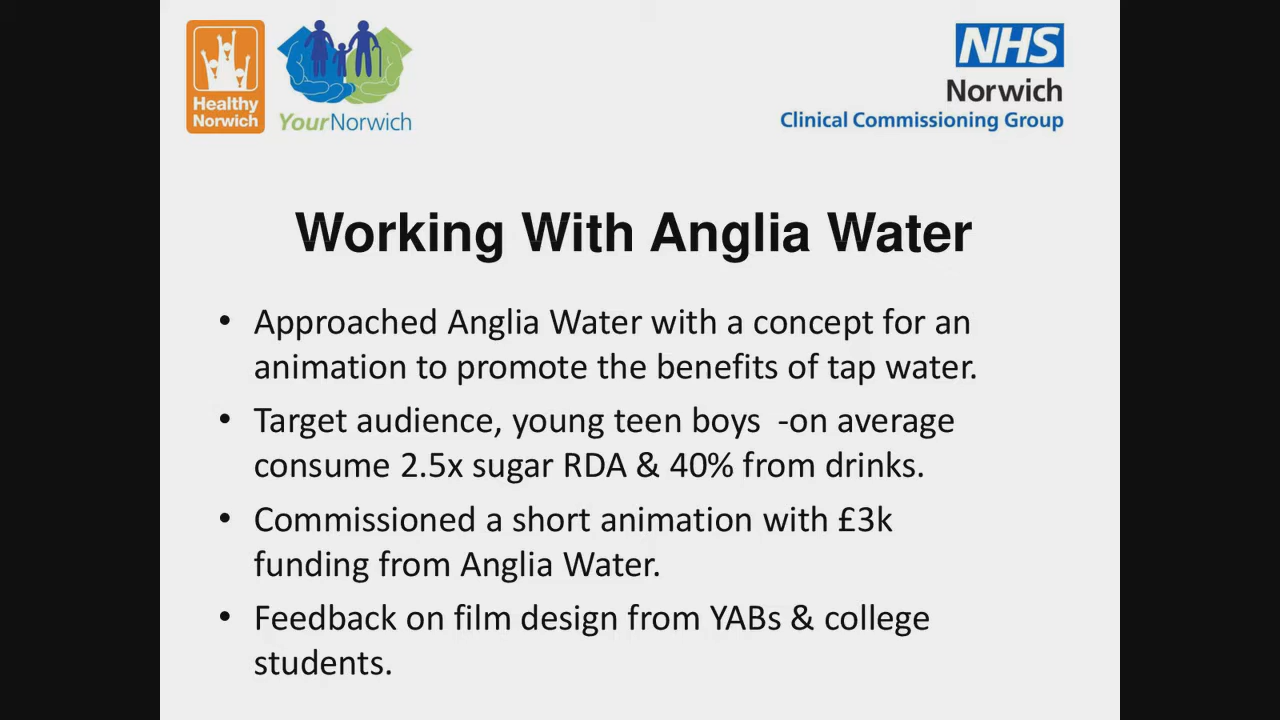 Healthy
Norwich
YourNorwich
NHS
Norwich
Clinical Commissioning Group
Working With Anglia Water
• Approached Anglia Water with a concept for an
animation to promote the benefits of tap water.
• Target audience, young teen boys -on average
consume 2.5x sugar RDA & 40% from drinks.
• Commissioned a short animation with £3k
funding from Anglia Water.
• Feedback on film design from YABs & college
students.